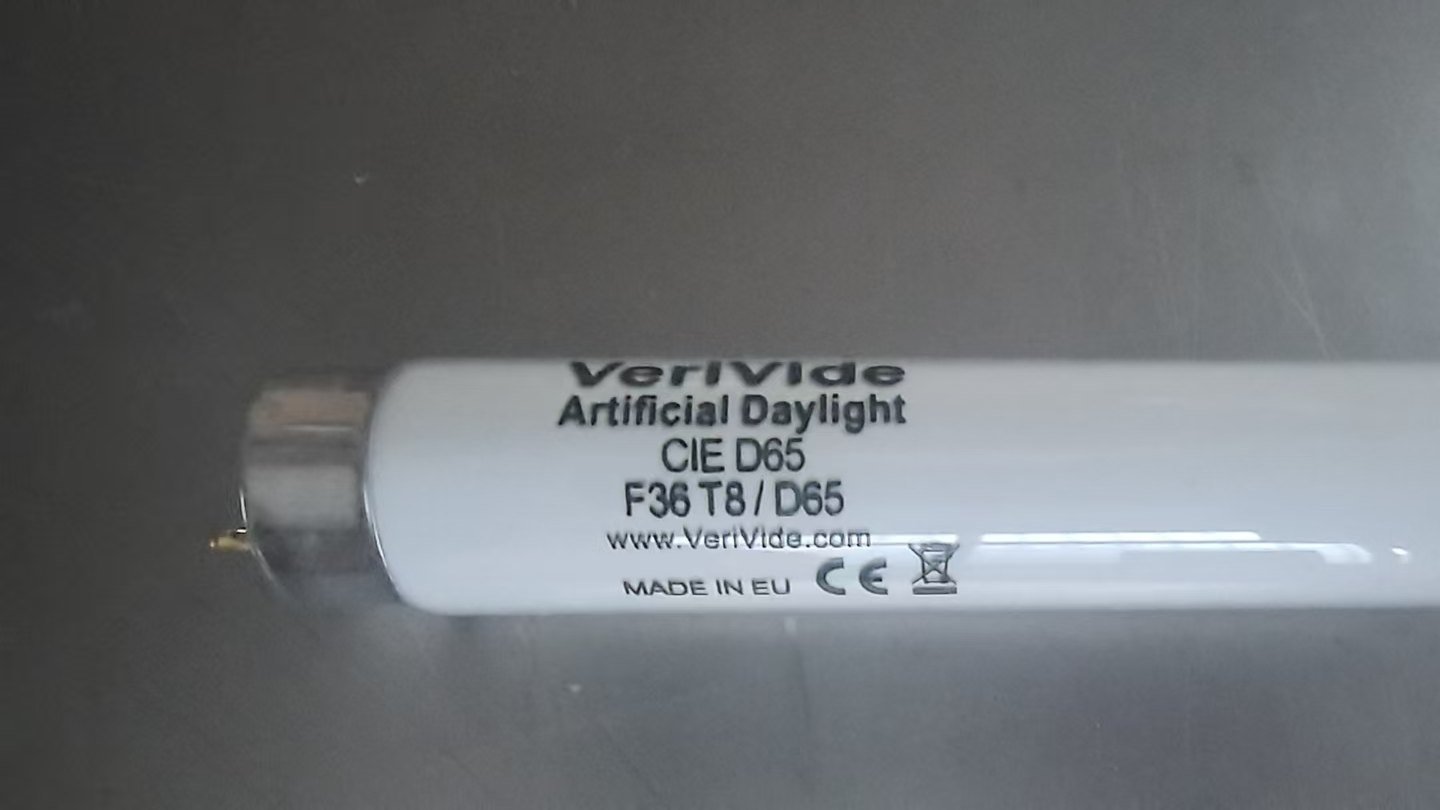 VeriVide
Artificial Daylight
CIE D65
F36 T8 / D65
www.VeriVide.com
MADE IN EU CE